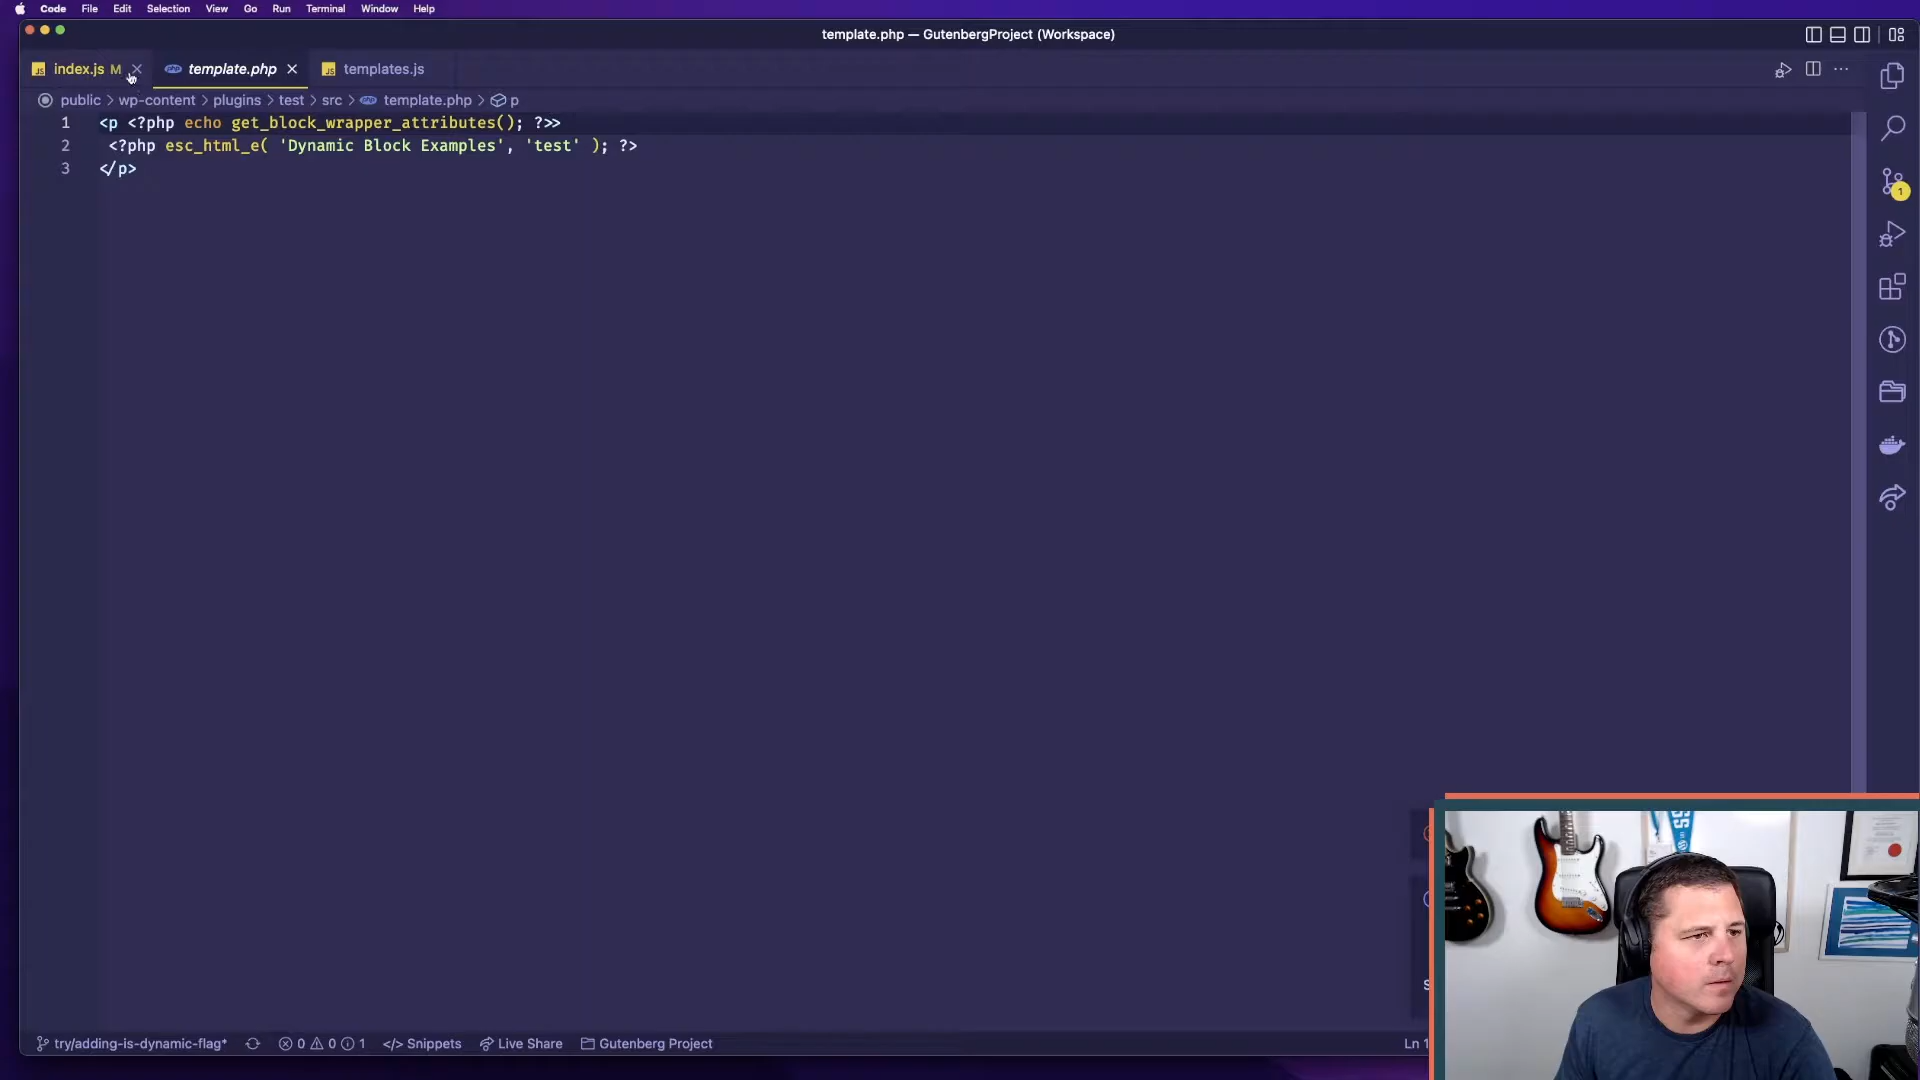 Code File Edit Selection View Go Run Terminal Window Help
template.php — GutenbergProject (Workspace)
index.js M template.php templates.js
public > wp-content > plugins > test > src > template.php > p
1 <p <?php echo get_block_wrapper_attributes(); ?>>
2 <?php esc_html_e( 'Dynamic Block Examples', 'test' ); ?>
3 </p>
1
try/adding-is-dynamic-flag* 0 0 1 </> Snippets Live Share Gutenberg Project Ln